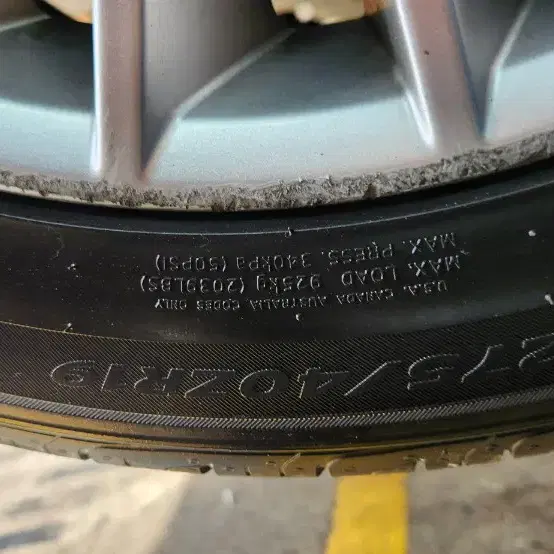 275/40ZR19
U.S.A. CANADA AUSTRALIA CODES ONLY
MAX. LOAD 925kg (2039LBS)
MAX. PRESS. 340kPa (50PSI)